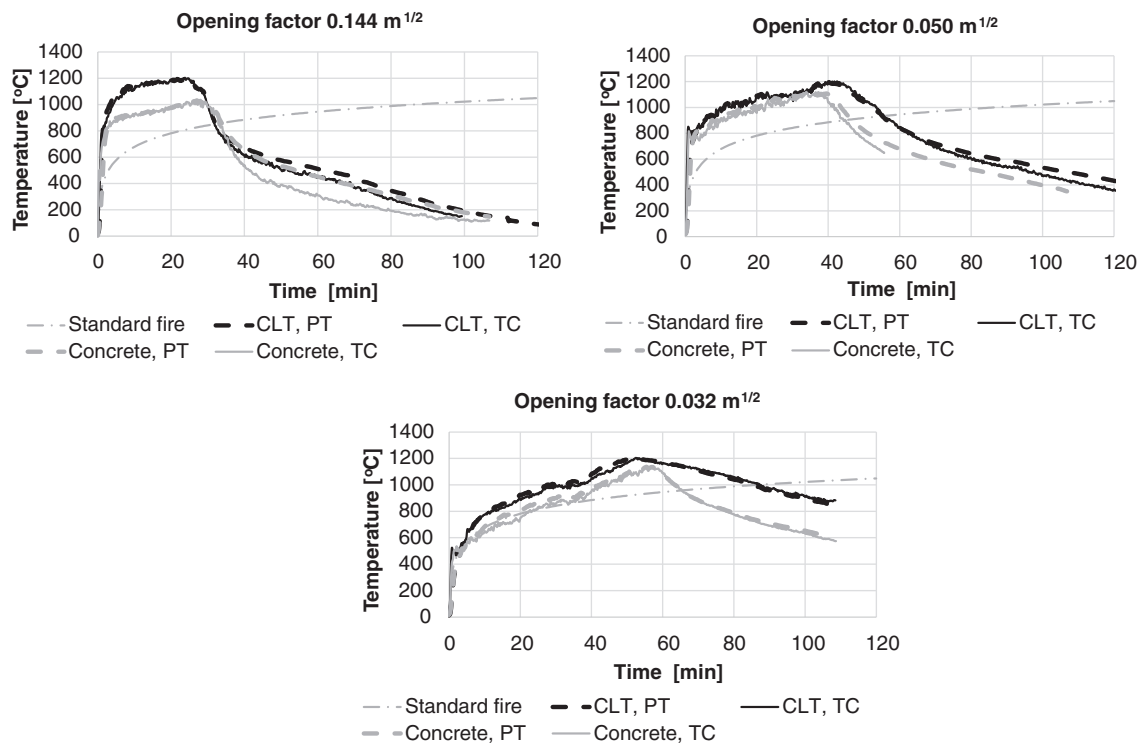 Opening factor 0.144 m1/2
Temperature [ºC]
1400
1200
1000
800
600
400
200
0
0 20 40 60 80 100 120
Time [min]
Standard fire CLT, PT CLT, TC
Concrete, PT Concrete, TC
Opening factor 0.050 m1/2
Temperature [ºC]
1400
1200
1000
800
600
400
200
0
0 20 40 60 80 100 120
Time [min]
Standard fire CLT, PT CLT, TC
Concrete, PT Concrete, TC
Opening factor 0.032 m1/2
Temperature [ºC]
1400
1200
1000
800
600
400
200
0
0 20 40 60 80 100 120
Time [min]
Standard fire CLT, PT CLT, TC
Concrete, PT Concrete, TC